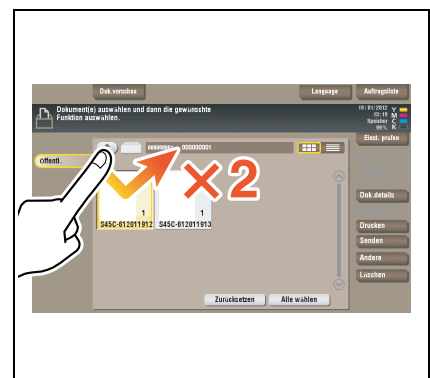 Dok.vorschau
Language
Auftragsliste
Dokument(e) auswählen und dann die gewünschte
Funktion auswählen.
19/01/2012
13:19
Speicher
99%
Y
M
C
K
Einst. prüfen
000000001
000000001
Öffentl.
×2
1
S45C-612011912
1
S45C-612011913
Dok.details
Drucken
Senden
Andere
Löschen
Zurücksetzen
Alle wählen